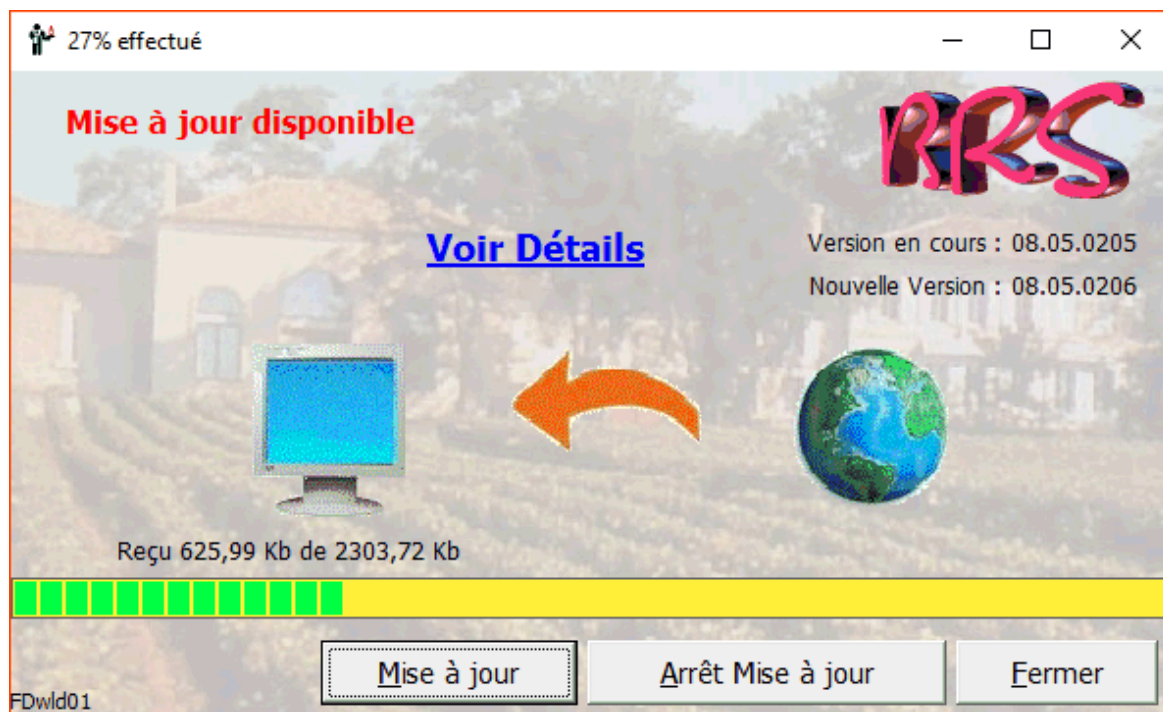 27% effectué
Mise à jour disponible
RRS
Voir Détails
Version en cours : 08.05.0205
Nouvelle Version : 08.05.0206
Reçu 625,99 Kb de 2303,72 Kb
Mise à jour
Arrêt Mise à jour
Fermer
FDwld01